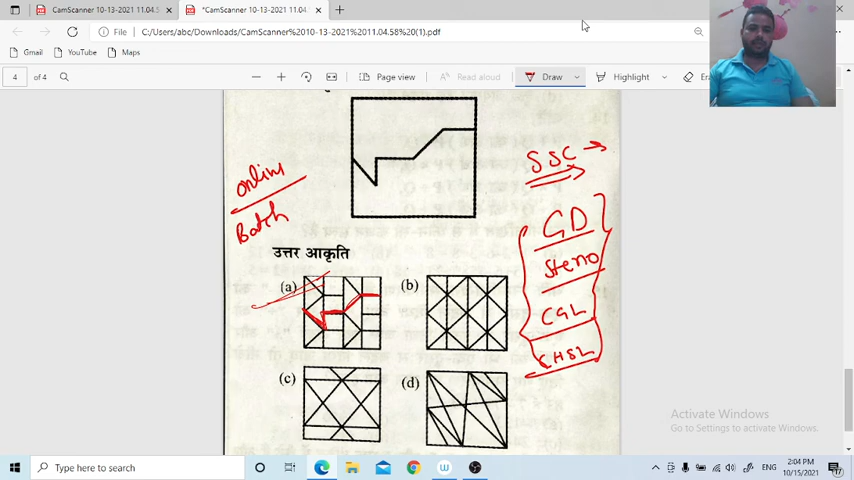 CamScanner 10-13-2021 11.04.5
*CamScanner 10-13-2021 11.04.
File
C:/Users/abc/Downloads/CamScanner%2010-13-2021%2011.04.58%20(1).pdf
Gmail
YouTube
Maps
4 of 4
Page view
Read aloud
Draw
Highlight
Erase
online
Batch
SSC
GD
Steno
CGL
CHSL
उत्तर आकृति
(a)
(b)
(c)
(d)
Activate Windows
Go to Settings to activate Windows.
Type here to search
ENG
2:04 PM
10/15/2021
17